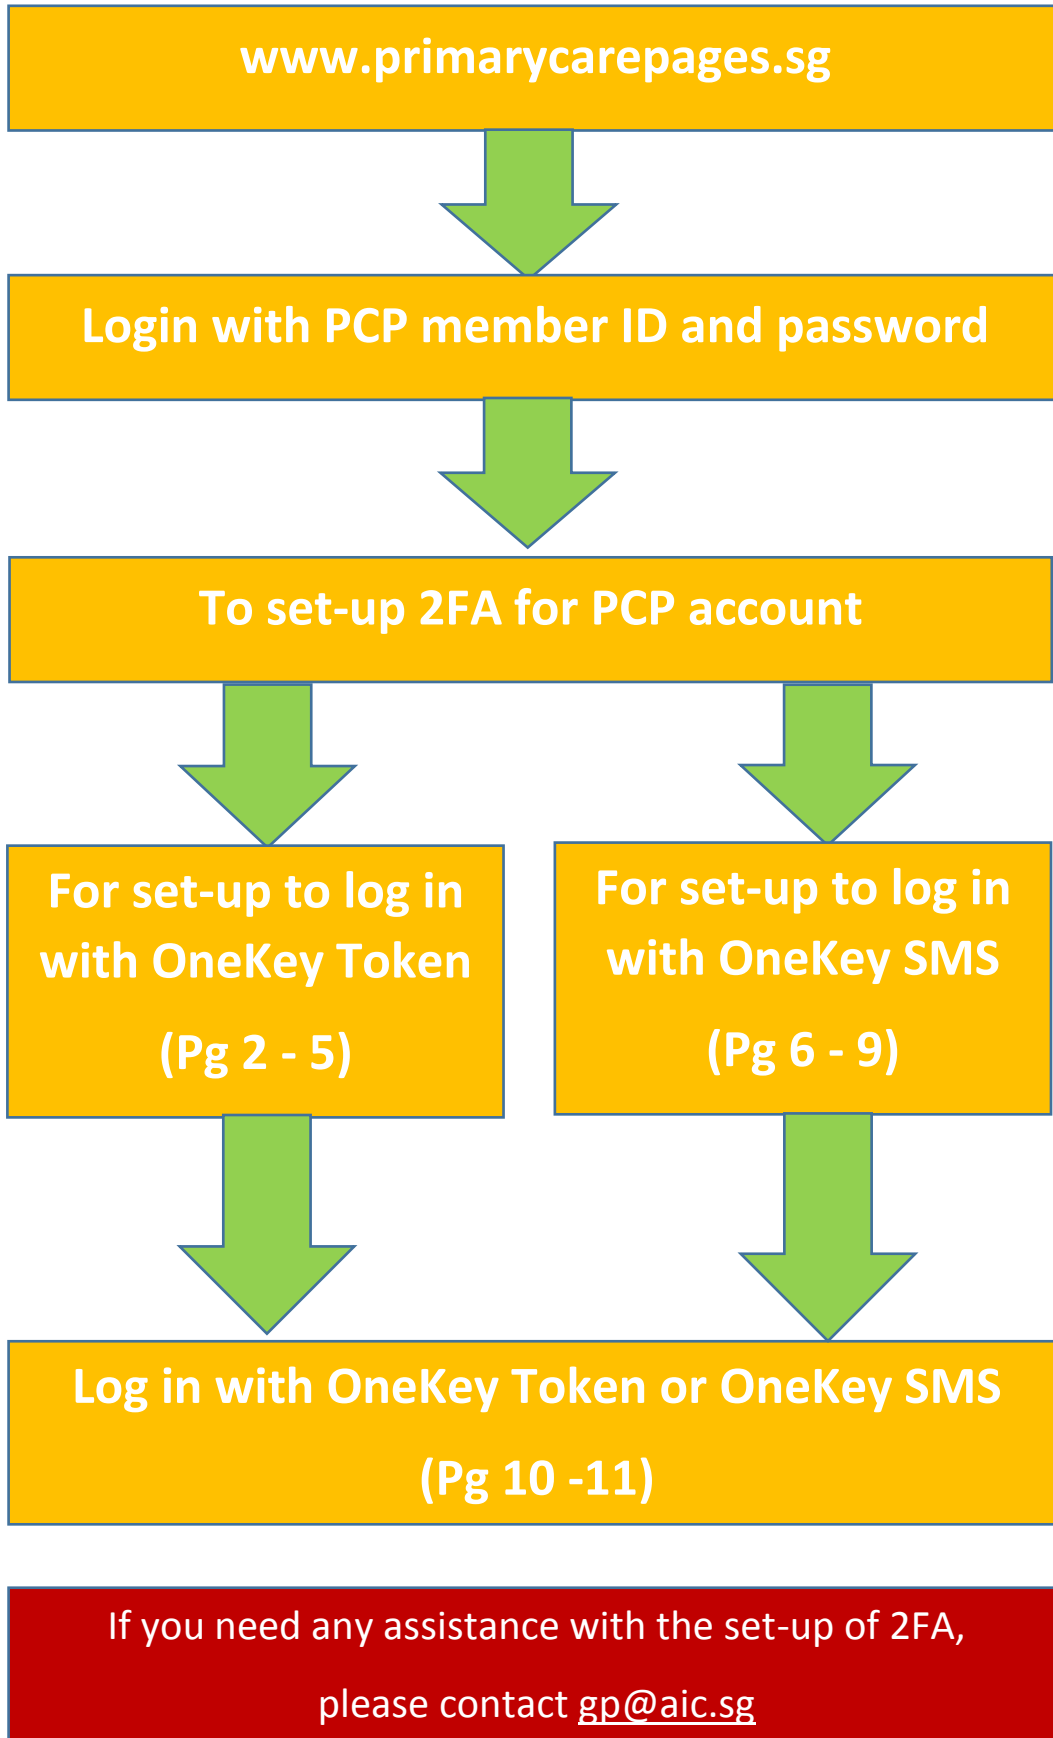 www.primarycarepages.sg
Login with PCP member ID and password
To set-up 2FA for PCP account
For set-up to log in
with OneKey Token
(Pg 2 - 5)
For set-up to log in
with OneKey SMS
(Pg 6 - 9)
Log in with OneKey Token or OneKey SMS
(Pg 10 -11)
If you need any assistance with the set-up of 2FA,
please contact gp@aic.sg